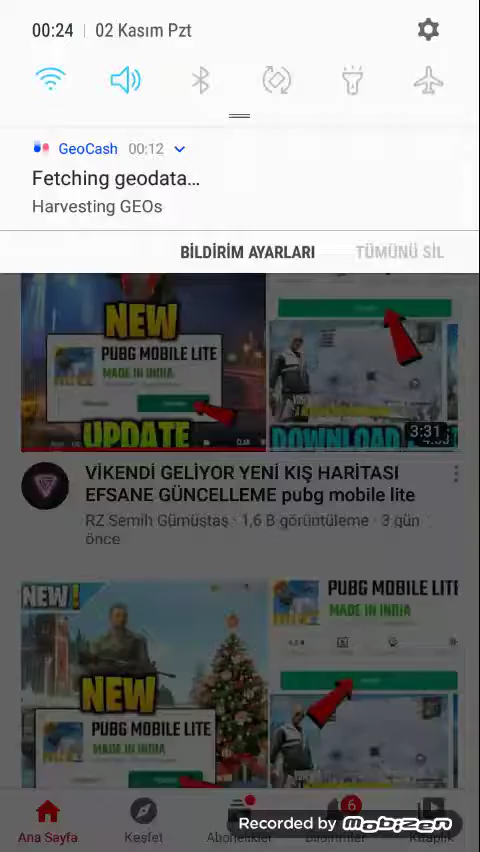 00:24 | 02 Kasım Pzt
GeoCash 00:12
Fetching geodata...
Harvesting GEOs
BİLDİRİM AYARLARI
TÜMÜNÜ SİL
NEW
PUBG MOBILE LITE
MADE IN INDIA
UPDATE
DOWNLOAD
3:31
VİKENDİ GELİYOR YENİ KIŞ HARİTASI
EFSANE GÜNCELLEME pubg mobile lite
RZ Semih Gümüştaş · 1,6 B görüntüleme · 3 gün
önce
NEW!
PUBG MOBILE LITE
MADE IN INDIA
NEW
PUBG MOBILE LITE
MADE IN INDIA
6
Ana Sayfa
Keşfet
Abonelikler
Bildirimler
Kitaplık
Recorded by Mobizen